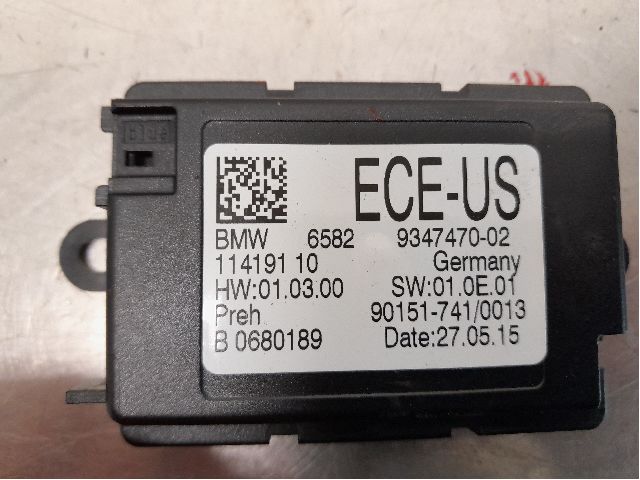 ECE-US
BMW 6582 9347470-02
114191 10 Germany
HW:01.03.00 SW:01.0E.01
Preh 90151-741/0013
B 0680189 Date:27.05.15